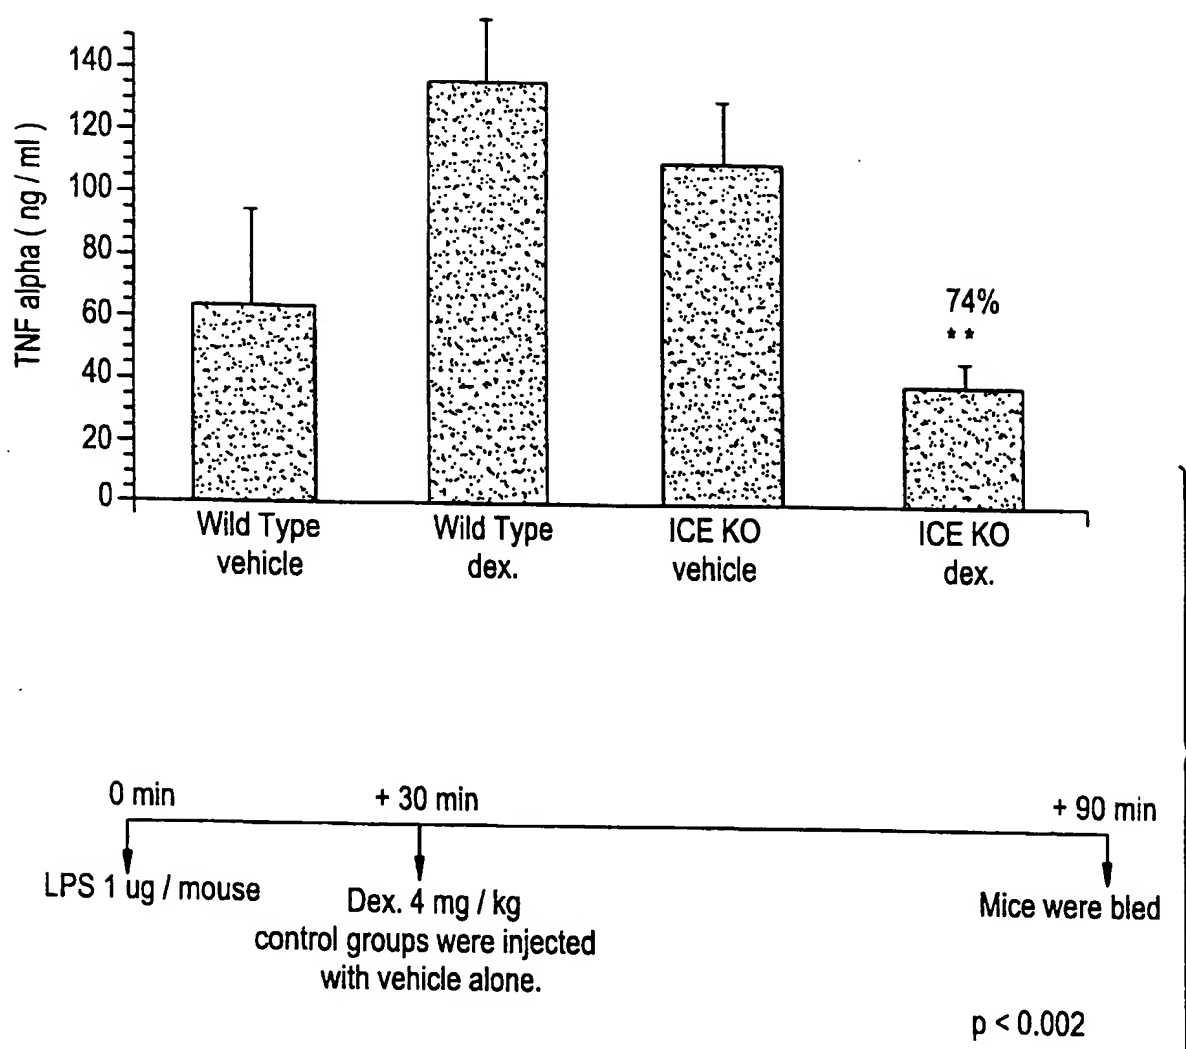 TNF alpha ( ng / ml )
140
120
100
80
60
40
20
0
74%
**
Wild Type
vehicle
Wild Type
dex.
ICE KO
vehicle
ICE KO
dex.
0 min
+ 30 min
+ 90 min
LPS 1 ug / mouse
Dex. 4 mg / kg
control groups were injected
with vehicle alone.
Mice were bled
p < 0.002